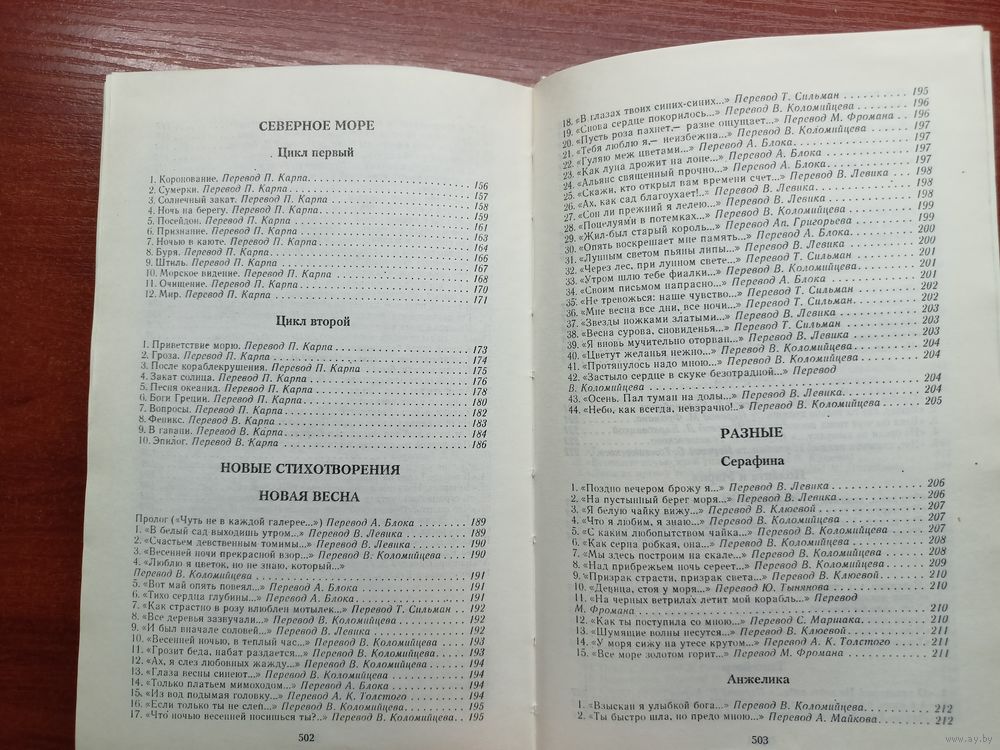 СЕВЕРНОЕ МОРЕ
Цикл первый
1. Коронование. Перевод П. Карпа. 156
2. Сумерки. Перевод П. Карпа. 157
3. Солнечный закат. Перевод П. Карпа. 158
4. Ночь на берегу. Перевод П. Карпа. 159
5. Посейдон. Перевод П. Карпа. 161
6. Признание. Перевод П. Карпа. 163
7. Ночью в каюте. Перевод П. Карпа. 164
8. Буря. Перевод П. Карпа. 166
9. Штиль. Перевод П. Карпа. 167
10. Морское видение. Перевод П. Карпа. 168
11. Очищение. Перевод П. Карпа 170
12. Мир. Перевод П. Карпа 171
Цикл второй
1. Приветствие морю. Перевод П. Карпа 173
2. Гроза. Перевод П. Карпа 174
3. После кораблекрушения. Перевод П. Карпа 175
4. Закат солнца. Перевод П. Карпа 176
5. Песня океанид. Перевод П. Карпа 178
6. Боги Греции. Перевод П. Карпа 180
7. Вопросы. Перевод П. Карпа 182
8. Феникс. Перевод В. Карпа 183
9. В гавани. Перевод В. Карпа 184
10. Эпилог. Перевод В. Карпа 186
НОВЫЕ СТИХОТВОРЕНИЯ
НОВАЯ ВЕСНА
Пролог («Чуть не в каждой галерее...») Перевод А. Блока 189
1. «В белый сад выходишь утром...» Перевод В. Левика 189
2. «Счастьем девственным томимы...» Перевод В. Левика 190
3. «Весенней ночи прекрасной взор...» Перевод В. Коломийцева 190
4. «Люблю я цветок, но не знаю, который...»
Перевод В. Коломийцева 191
5. «Вот май опять повеял...» Перевод А. Блока 191
6. «Тихо сердца глубины...» Перевод А. Блока 191
7. «Как страстно в розу влюблен мотылек...» Перевод Т. Сильман 192
8. «Все деревья зазвучали...» Перевод В. Коломийцева 192
9. «И был вначале соловей...» Перевод В. Левика 192
10. «Весенней ночью, в теплый час...» Перевод В. Коломийцева 193
11. «Грозит беда, набат раздается...» Перевод В. Коломийцева 193
12. «Ах, я слез любовных жажду...» Перевод В. Коломийцева 194
13. «Глаза весны синеют...» Перевод В. Коломийцева 194
14. «Только платьем мимоходом...» Перевод А. Блока 194
15. «Из вод подымая головку...» Перевод А. К. Толстого 194
16. «Если только ты не слеп...» Перевод В. Коломийцева 195
17. «Что ночью весенней носишься ты?..» Перевод В. Коломийцева 195
502
18. «В глазах твоих синих-синих...» Перевод Т. Сильман 195
19. «Снова сердце покорилось...» Перевод В. Коломийцева 196
20. «Пусть роза пахнет,— разве ощущает...» Перевод М. Фромана 196
21. «Тебя люблю я,— неизбежна...» Перевод В. Коломийцева 197
22. «Гуляю меж цветами...» Перевод А. Блока. 197
23. «Как луна дрожит на лоне...» Перевод А. Блока 197
24. «Альянс священный прочно...» Перевод А. Блока 197
25. «Скажи, кто открыл вам времени счет...» Перевод В. Левика 198
26. «Ах, как сад благоухает!..» Перевод В. Левика 198
27. «Сон ли прежний я лелею...» Перевод В. Левика 198
28. «Поцелуями в потемках...» Перевод В. Коломийцева 199
29. «Жил-был старый король...» Перевод Ап. Григорьева 199
30. «Опять воскрешает мне память...» Перевод А. Блока. 200
31. «Лунным светом пьяны липы...» Перевод В. Левика 200
32. «Через лес, при лунном свете...» Перевод Т. Сильман 201
33. «Утром шлю тебе фиалки...» Перевод В. Коломийцева 201
34. «Своим письмом напрасно...» Перевод А. Блока 201
35. «Не тревожься: наше чувство...» Перевод Т. Сильман 202
36. «Мне весна все дни, все ночи...» Перевод Т. Сильман 202
37. «Звезды ножками златыми...» Перевод В. Левика 203
38. «Весна сурова, сновиденья...» Перевод Т. Сильман 203
39. «Я вновь мучительно оторван...» Перевод В. Левика 203
40. «Цветут желанья нежно...» Перевод В. Коломийцева 204
41. «Протянулось надо мною...» Перевод В. Коломийцева 204
42. «Застыло сердце в скуке безотрадной...» Перевод
В. Коломийцева 204
43. «Осень. Пал туман на долы...» Перевод В. Левика. 204
44. «Небо, как всегда, невзрачно!..» Перевод В. Коломийцева 205
РАЗНЫЕ
Серафина
1. «Поздно вечером брожу я...» Перевод В. Левика 206
2. «На пустынный берег моря...» Перевод В. Левика 206
3. «Я белую чайку вижу...» Перевод В. Клюевой 207
4. «Что я любим, я знаю...» Перевод В. Коломийцева 207
5. «С каким любопытством чайка...» Перевод В. Коломийцева 207
6. «Как серна робкая, она...» Перевод В. Коломийцева 208
7. «Мы здесь построим на скале...» Перевод В. Коломийцева 208
8. «Над прибрежьем ночь сереет...» Перевод В. Коломийцева 209
9. «Призрак страсти, призрак света...» Перевод В. Клюевой 210
10. «Девица, стоя у моря...» Перевод Ю. Тынянова 210
11. «На черных ветрилах летит мой корабль...» Перевод
М. Фромана 210
12. «Как ты поступила со мною...» Перевод С. Маршака 210
13. «Шумящие волны несутся...» Перевод В. Клюевой 211
14. «У моря сижу на утесе крутом...» Перевод А. К. Толстого 211
15. «Все море золотом горит...» Перевод М. Фромана 211
Анжелика
1. «Взыскан я улыбкой бога...» Перевод В. Коломийцева 212
2. «Ты быстро шла, но предо мною...» Перевод А. Майкова 212
503
www.ay.by